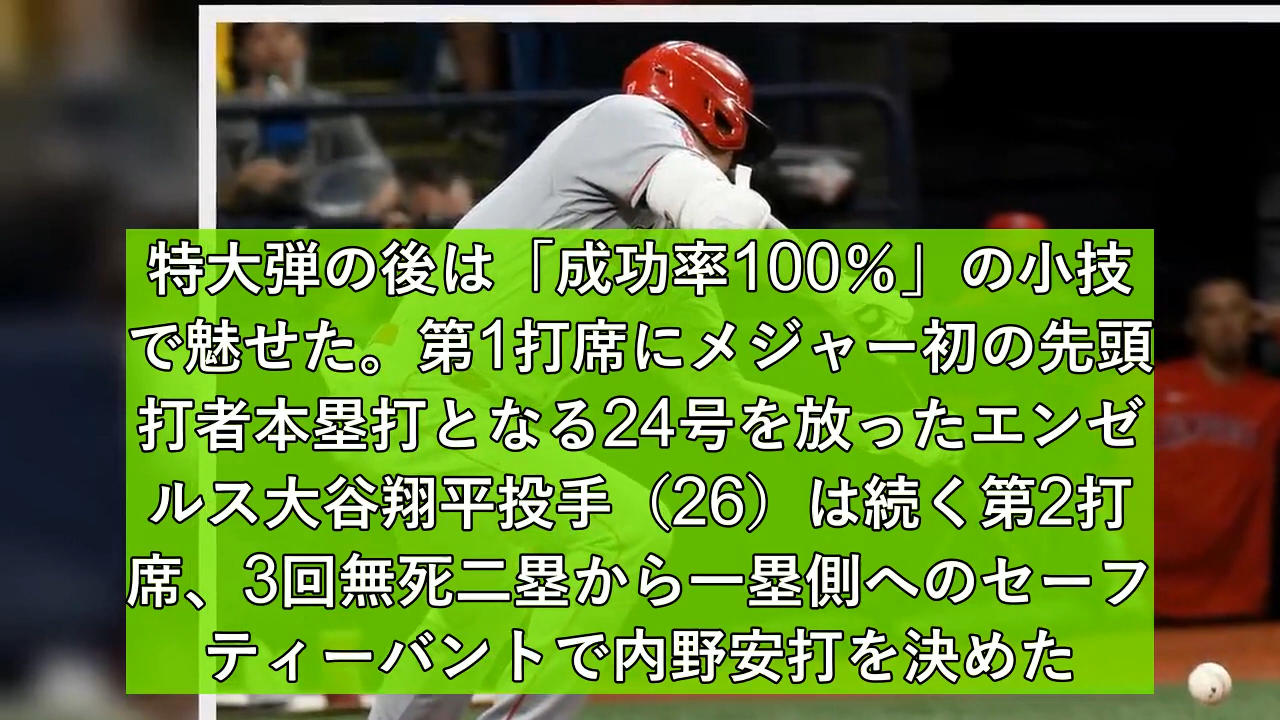 特大弾の後は「成功率100％」の小技
で魅せた。第1打席にメジャー初の先頭
打者本塁打となる24号を放ったエンゼ
ルス大谷翔平投手（26）は続く第2打
席、3回無死二塁から一塁側へのセーフ
ティーバントで内野安打を決めた